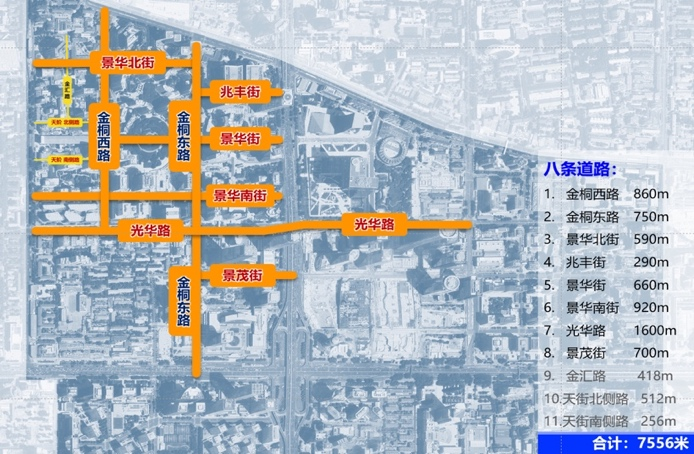 景华北街
兆丰街
金汇路
金桐西路
金桐东路
天阶 北侧路
景华街
天阶 南侧路
景华南街
光华路
光华路
景茂街
金桐东路
八条道路：
1. 金桐西路 860m
2. 金桐东路 750m
3. 景华北街 590m
4. 兆丰街 290m
5. 景华街 660m
6. 景华南街 920m
7. 光华路 1600m
8. 景茂街 700m
9. 金汇路 418m
10.天街北侧路 512m
11.天街南侧路 256m
合计：7556米